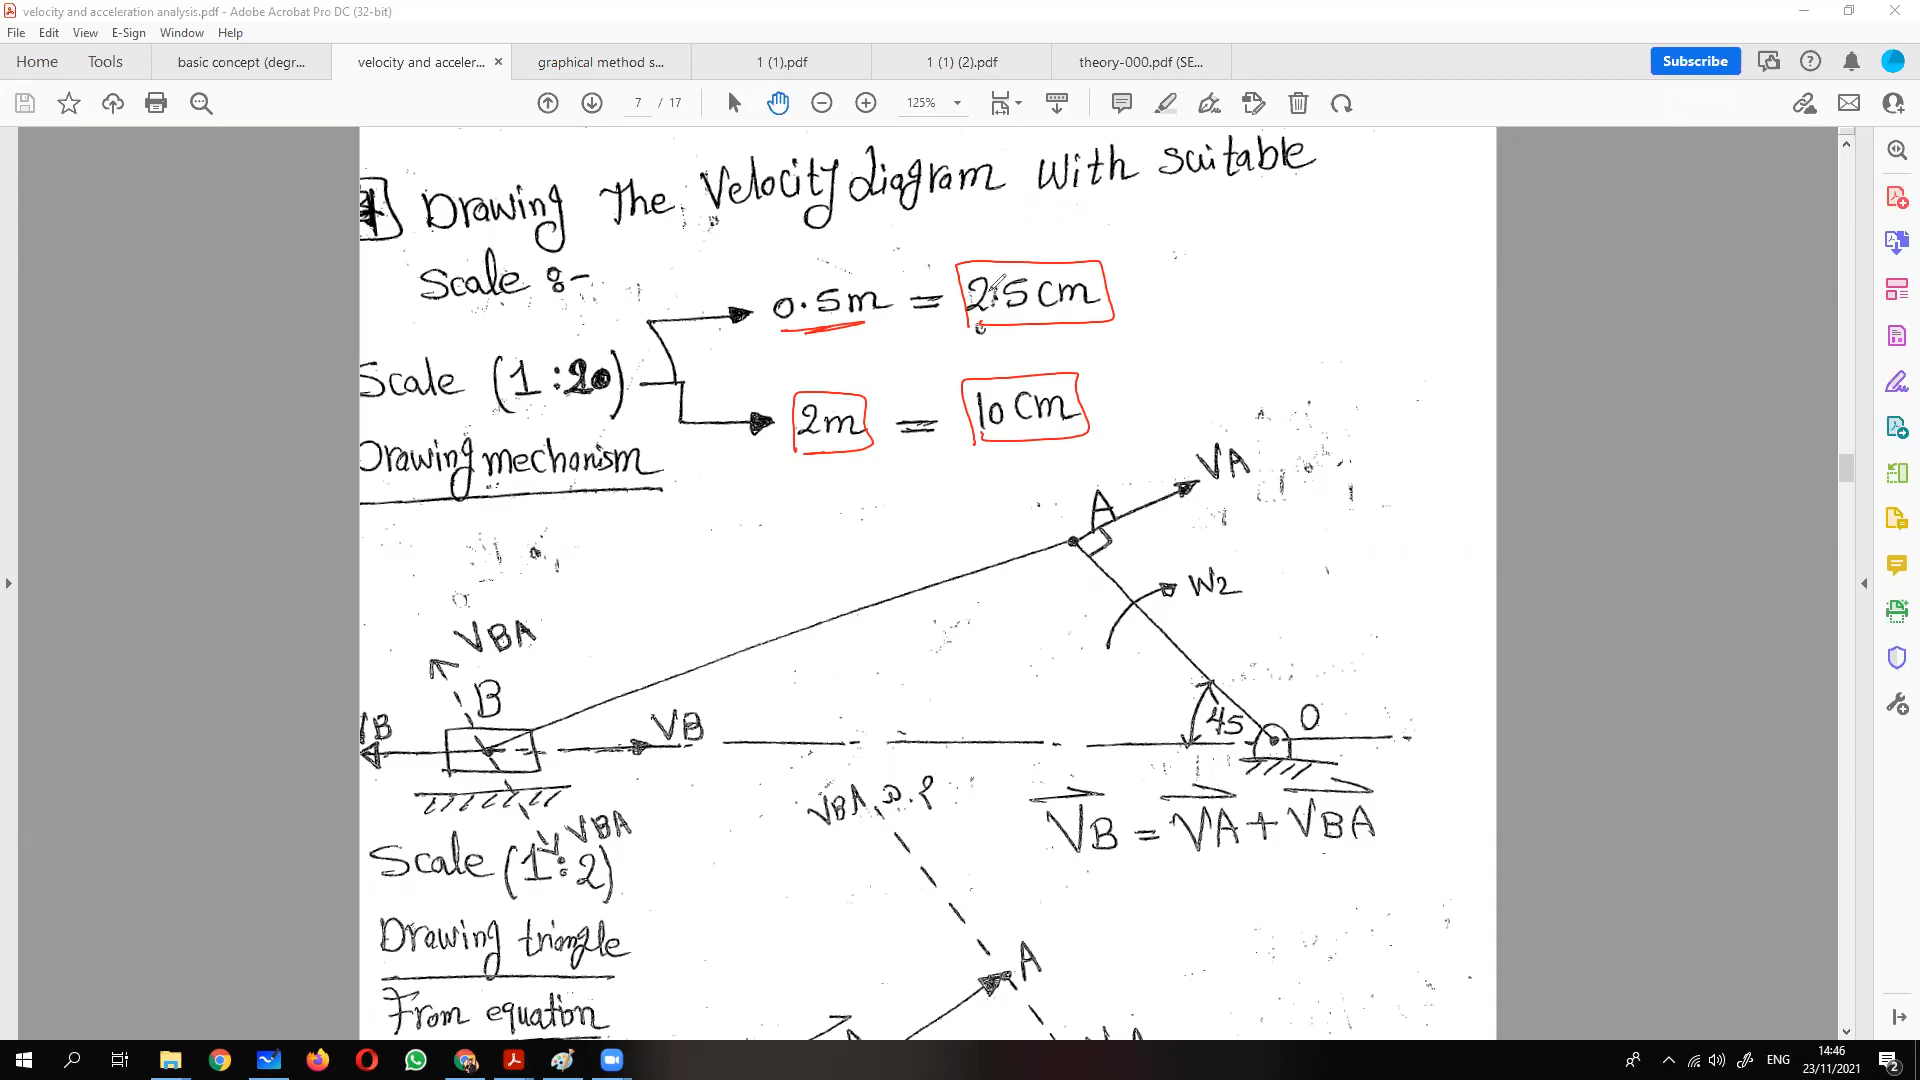 velocity and acceleration analysis.pdf - Adobe Acrobat Pro DC (32-bit)
File Edit View E-Sign Window Help
Home Tools basic concept (degr... velocity and acceler... × graphical method s... 1 (1).pdf 1 (1) (2).pdf theory-000.pdf (SE... Subscribe
7 / 17 125%
Drawing The Velocity diagram With suitable
Scale :-
0.5m = 2.5 cm
Scale (1:20)
2m = 10 cm
Drawing mechanism
VA
A
W2
VBA
B
VB VB
45 O
VBA
VBA
VB = VA + VBA
Scale (1:2)
Drawing triangle
A
From equation
ENG
14:46
23/11/2021
2